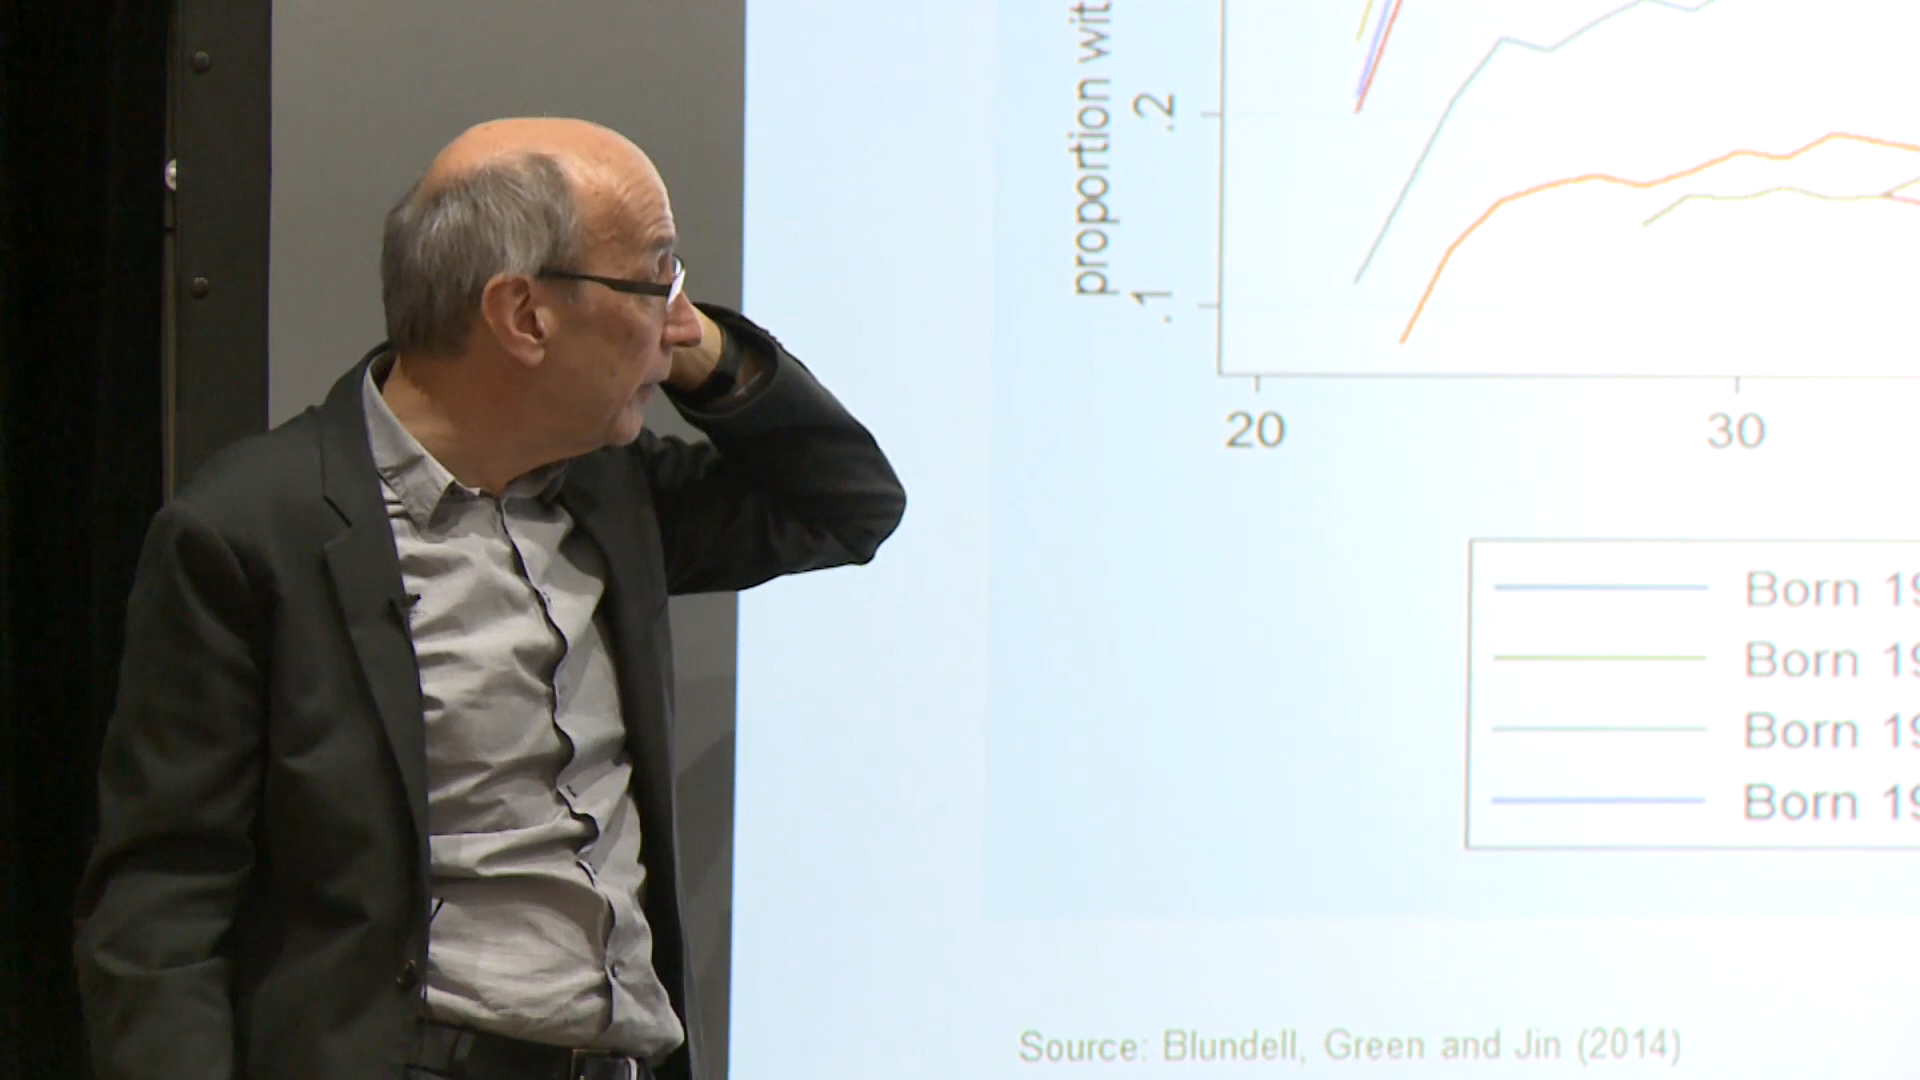 proportion wit
.2
.1
20
30
Born 19
Born 19
Born 19
Born 19
Source: Blundell, Green and Jin (2014)